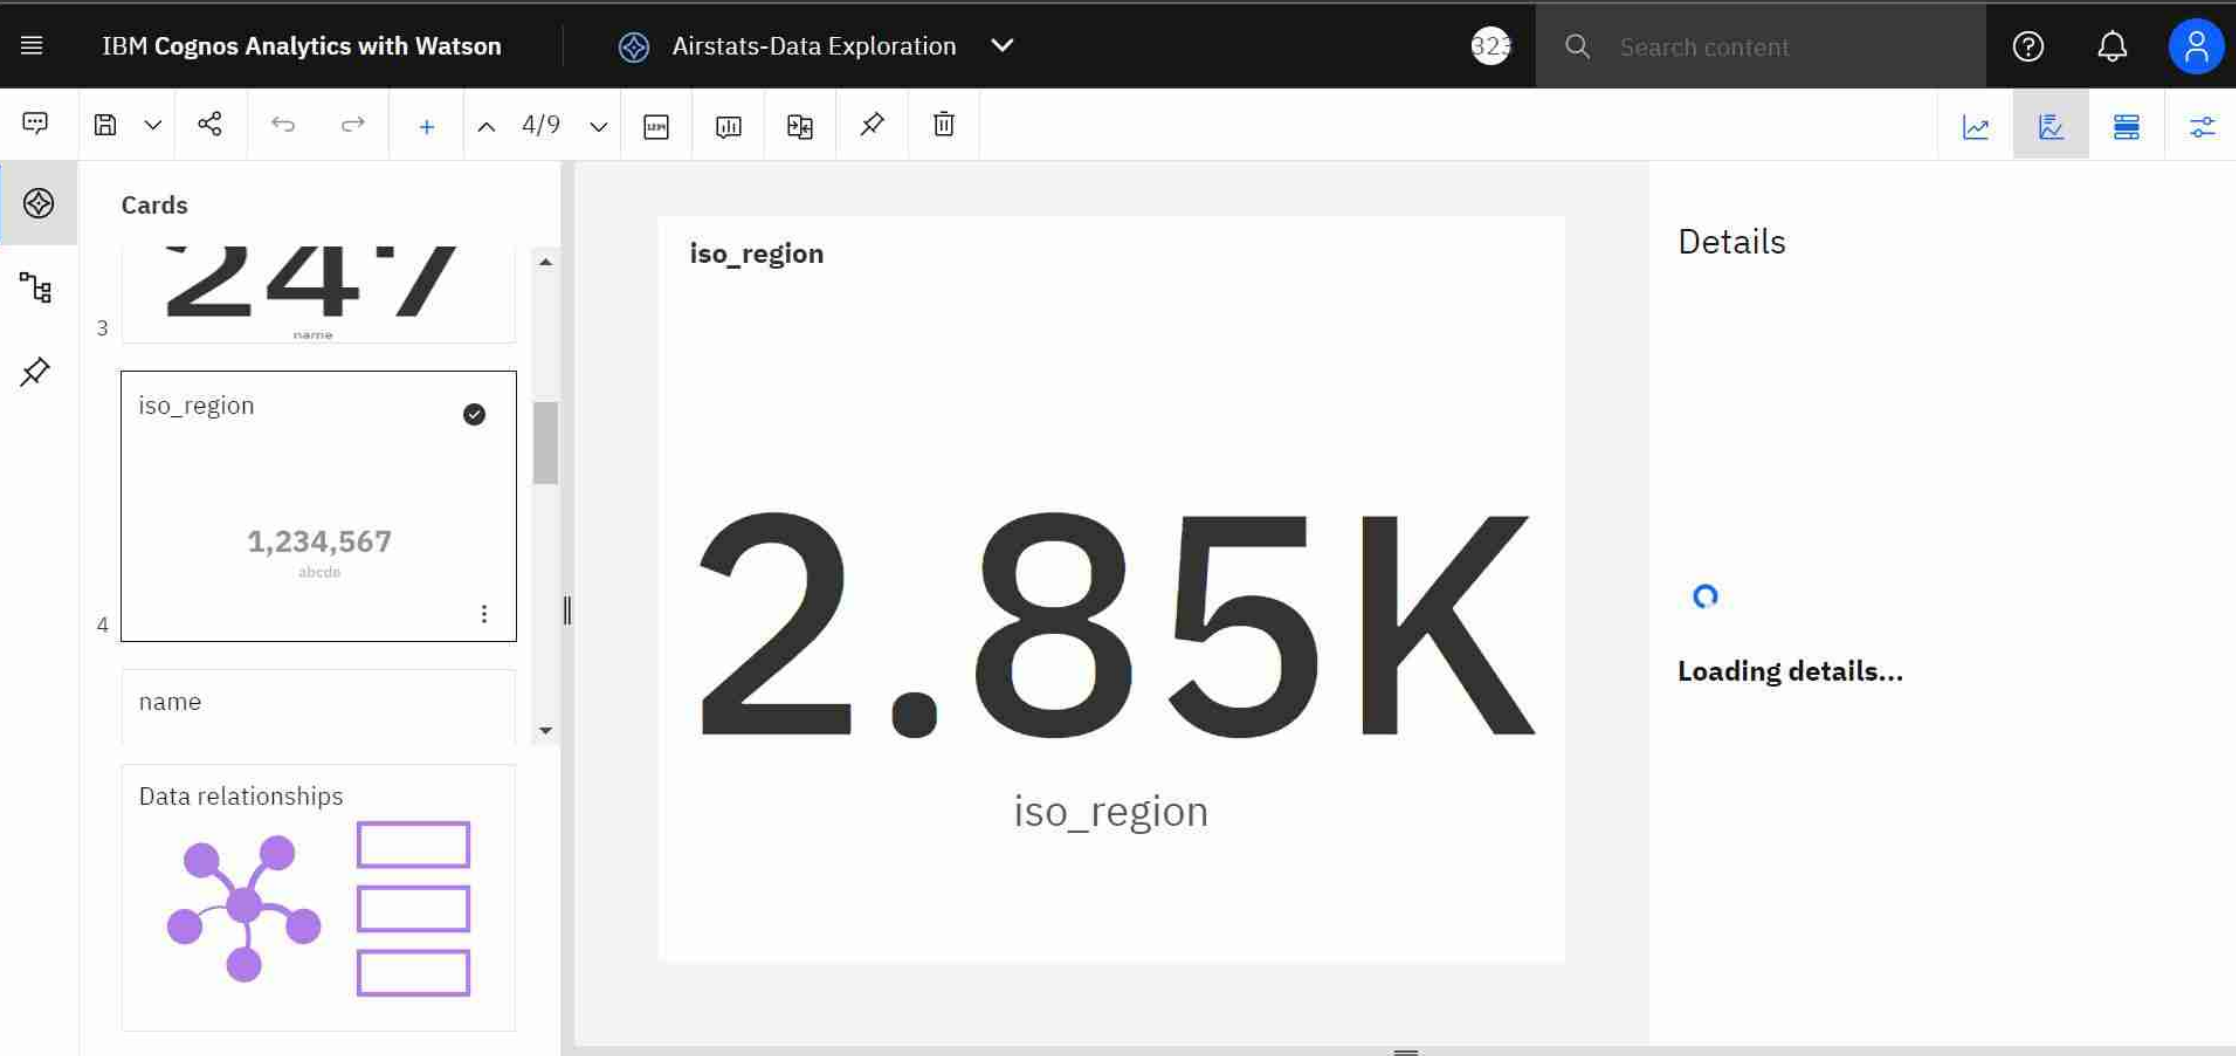 IBM Cognos Analytics with Watson
Airstats-Data Exploration
323
Search content
4/9
Cards
247
name
3
iso_region
1,234,567
abcde
4
name
Data relationships
iso_region
2.85K
iso_region
Details
Loading details...